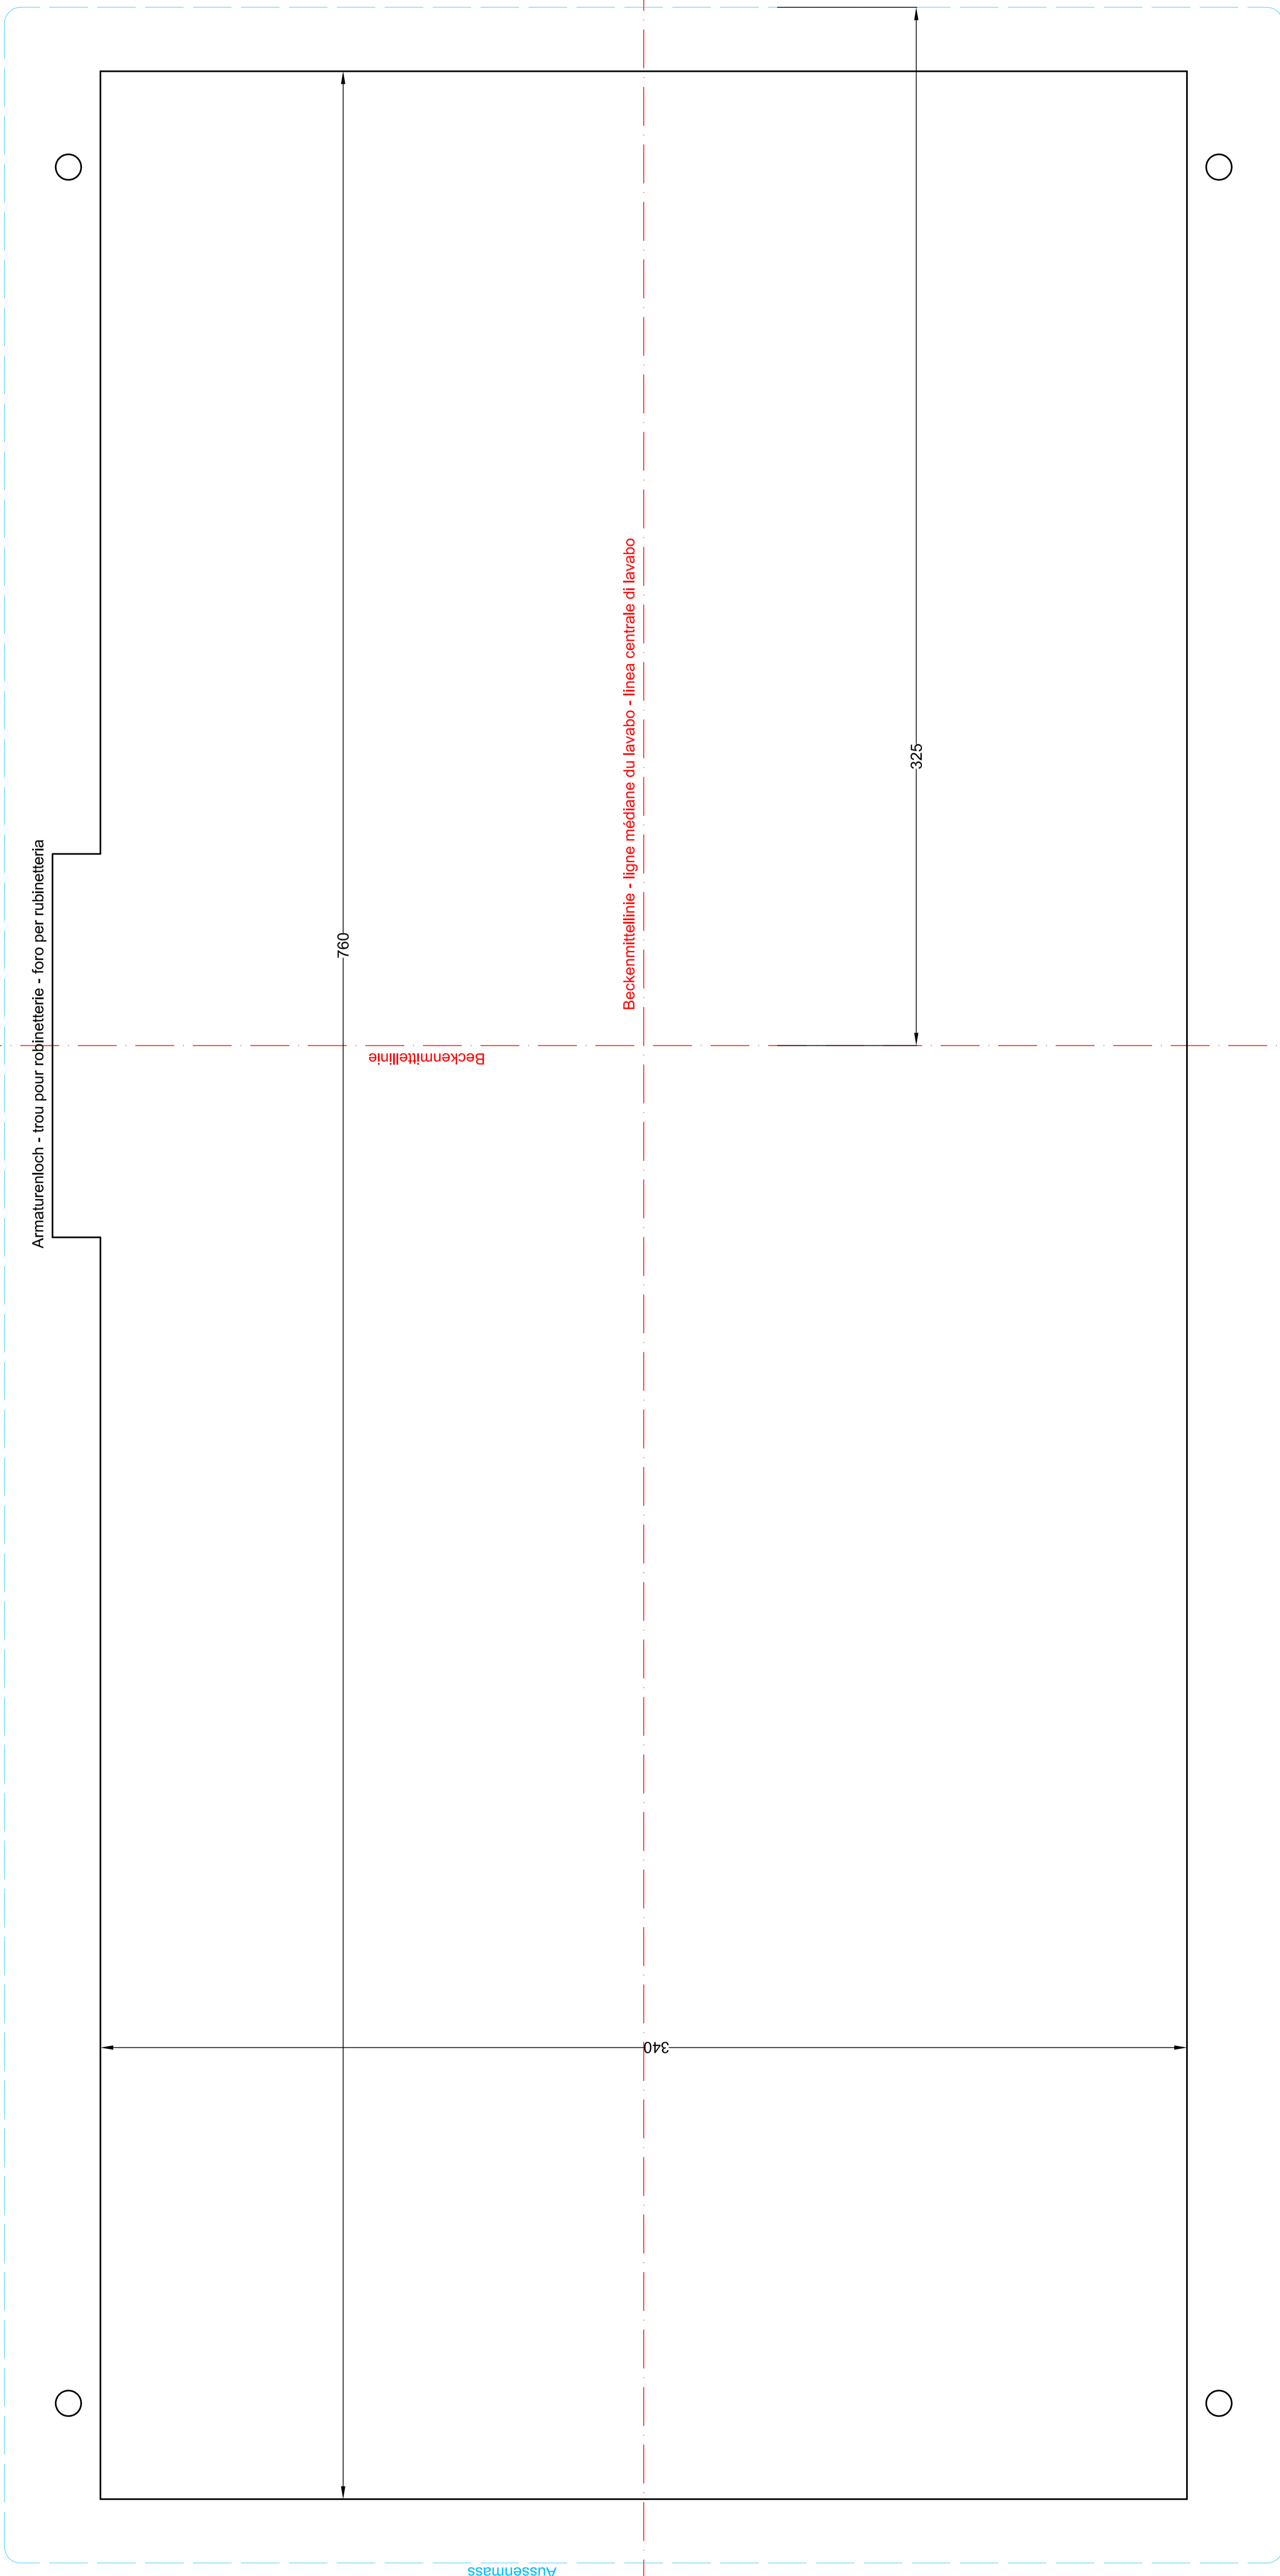 Armaturenloch - trou pour robinetterie - foro per rubinetteria
760
Beckenmittellinie
Beckenmittellinie - ligne médiane du lavabo - linea centrale di lavabo
325
340
Aussenmass